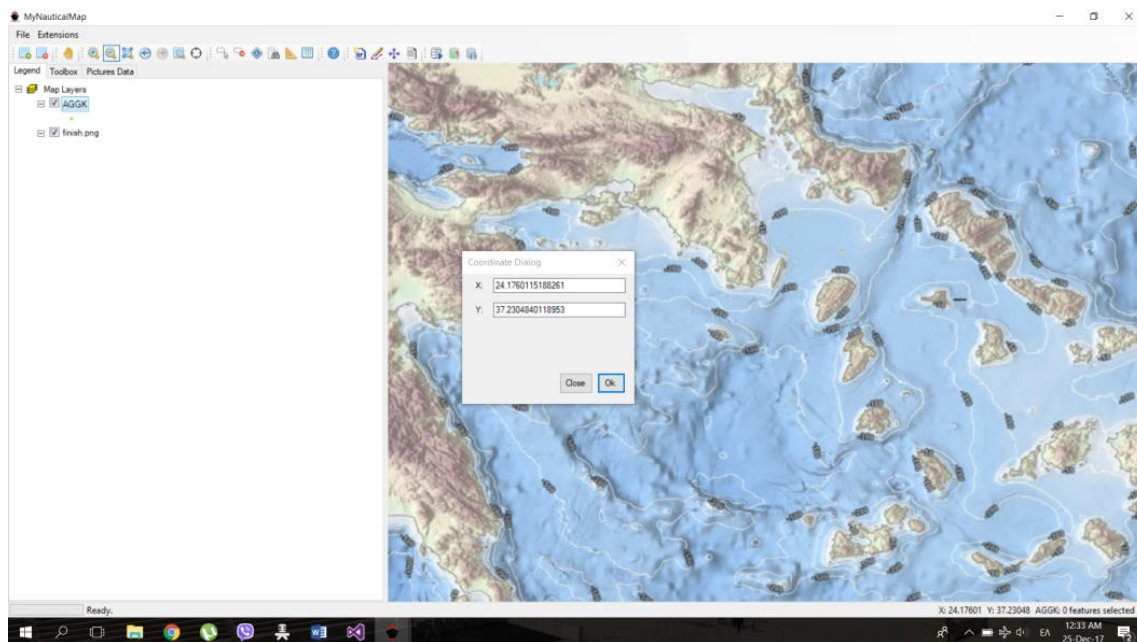 MyNauticalMap
File Extensions
Legend Toolbox Pictures Data
Map Layers
AGGK
finish.png
Coordinate Dialog
X: 24.1760115188261
Y: 37.2304840118953
Close Ok
Ready.
X: 24.17601 Y: 37.23048 AGGK: 0 features selected
ΕΛ
12:33 AM
25-Dec-17